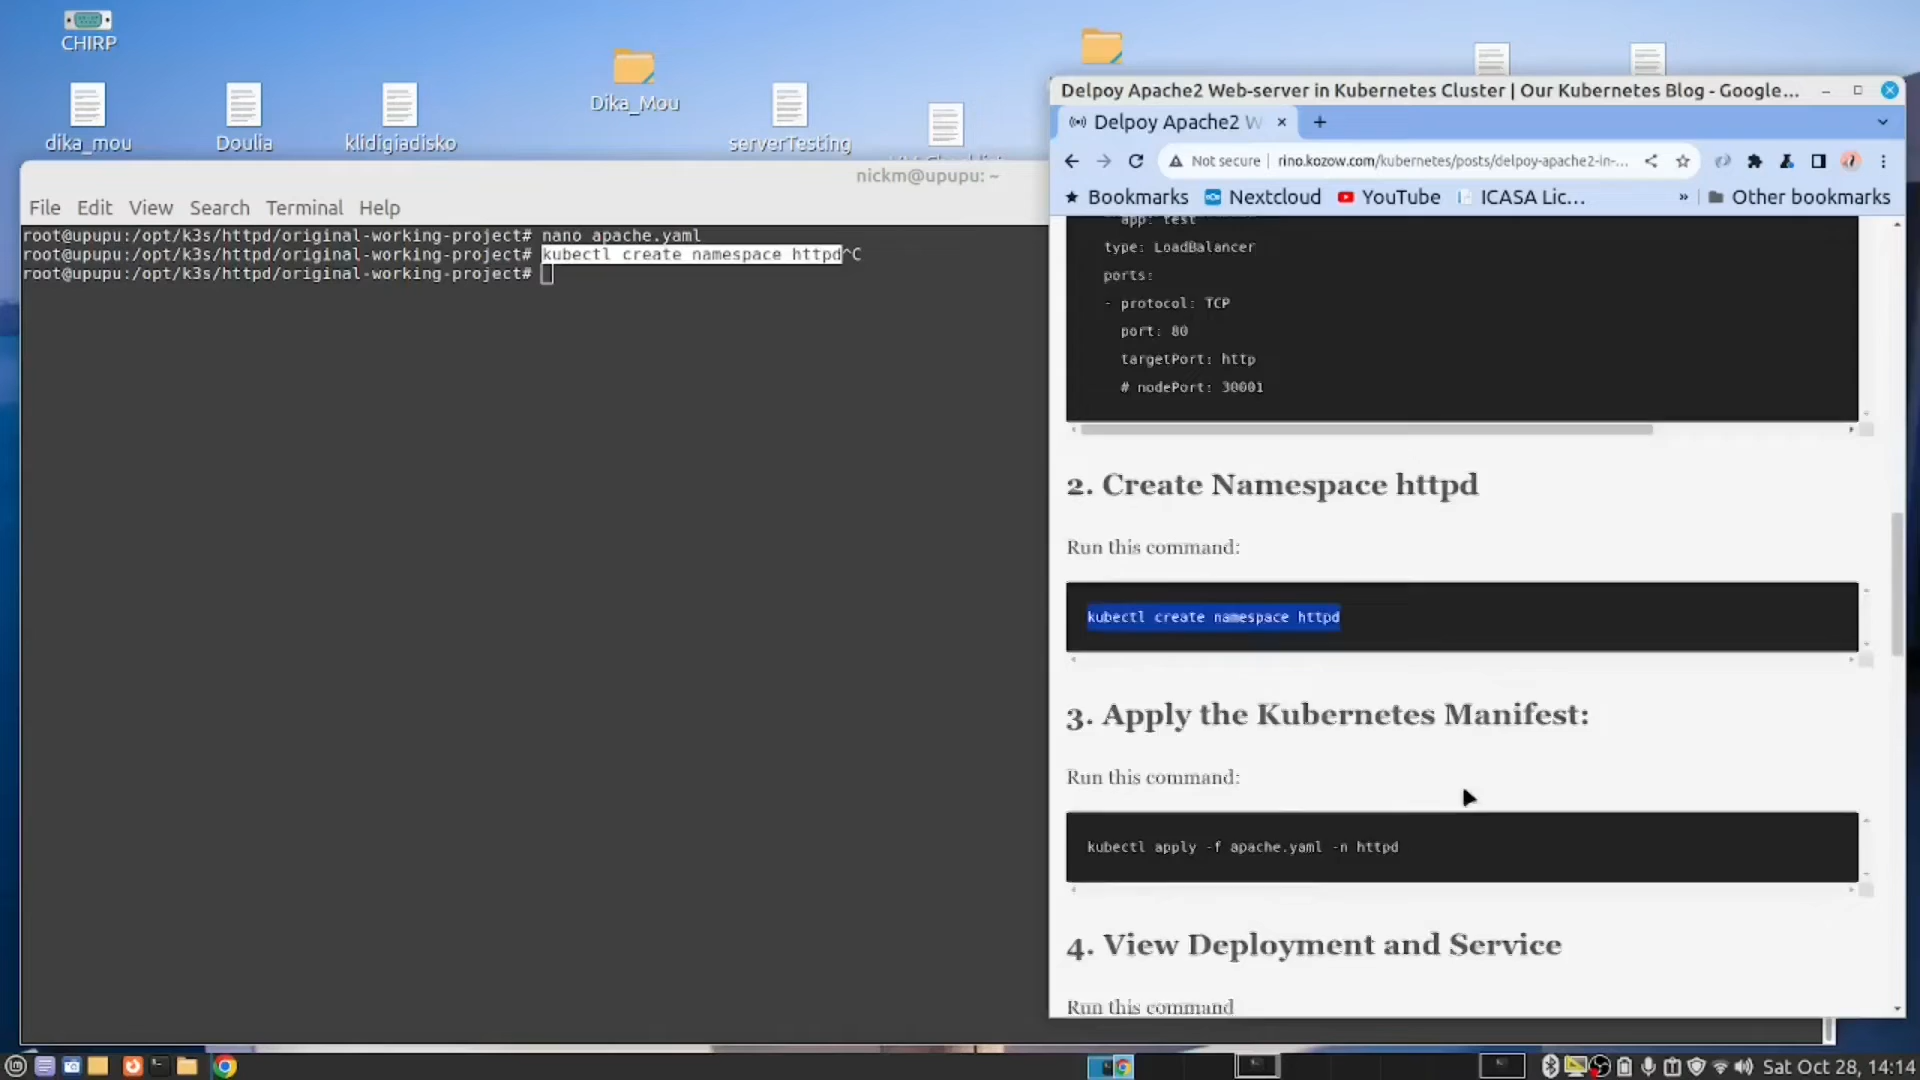 CHIRP
dika_mou
Doulia
klidigiadisko
Dika_Mou
serverTesting
nickm@upupu: ~
File Edit View Search Terminal Help
root@upupu:/opt/k3s/httpd/original-working-project# nano apache.yaml
root@upupu:/opt/k3s/httpd/original-working-project# kubectl create namespace httpd^C
root@upupu:/opt/k3s/httpd/original-working-project#
Delpoy Apache2 Web-server in Kubernetes Cluster | Our Kubernetes Blog - Google...
Delpoy Apache2 W
Not secure | rino.kozow.com/kubernetes/posts/delpoy-apache2-in-...
Bookmarks Nextcloud YouTube ICASA Lic... » Other bookmarks
app: test
type: LoadBalancer
ports:
- protocol: TCP
port: 80
targetPort: http
# nodePort: 30001
2. Create Namespace httpd
Run this command:
kubectl create namespace httpd
3. Apply the Kubernetes Manifest:
Run this command:
kubectl apply -f apache.yaml -n httpd
4. View Deployment and Service
Run this command
Sat Oct 28, 14:14